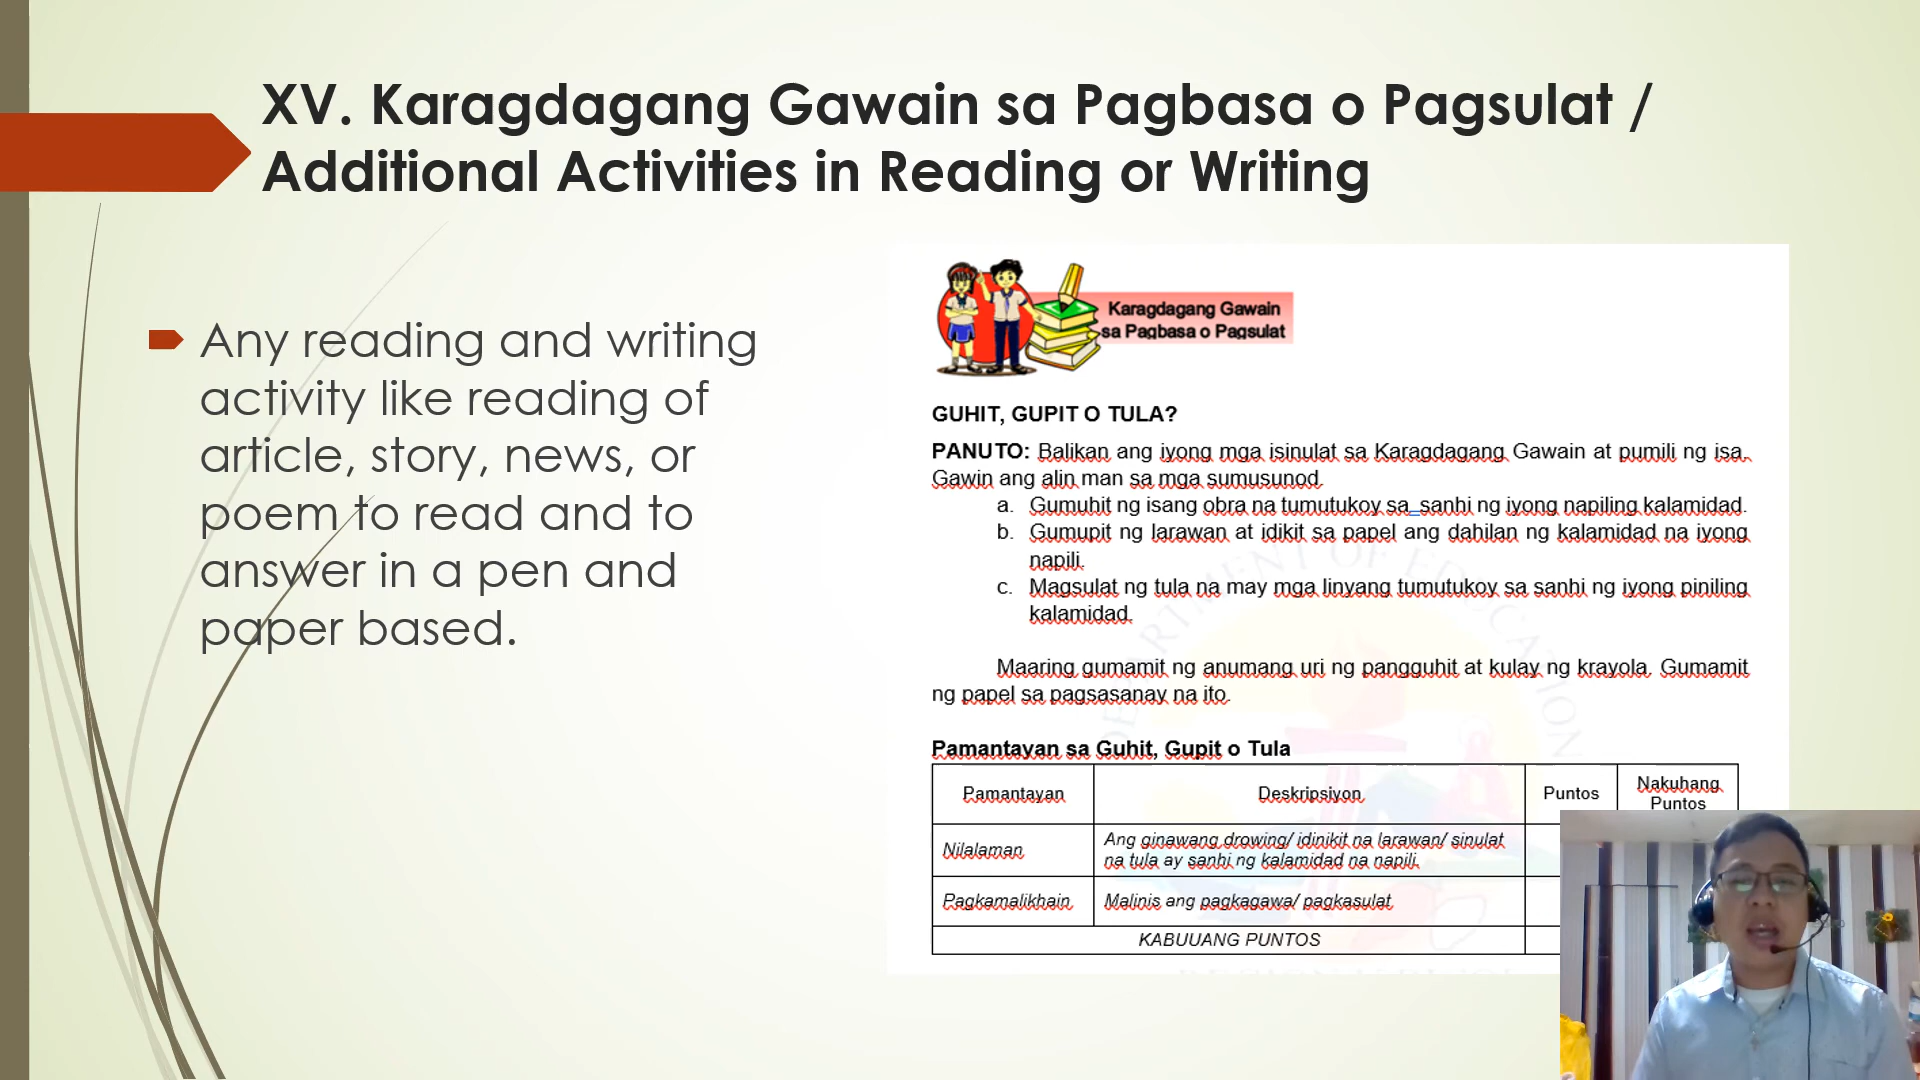 XV. Karagdagang Gawain sa Pagbasa o Pagsulat /
Additional Activities in Reading or Writing
Any reading and writing
activity like reading of
article, story, news, or
poem to read and to
answer in a pen and
paper based.
Karagdagang Gawain
sa Pagbasa o Pagsulat
GUHIT, GUPIT O TULA?
PANUTO: Balikan ang iyong mga isinulat sa Karagdagang Gawain at pumili ng isa.
Gawin ang alin man sa mga sumusunod.
a. Gumuhit ng isang obra na tumutukoy sa sanhi ng iyong napiling kalamidad.
b. Gumupit ng larawan at idikit sa papel ang dahilan ng kalamidad na iyong
napili.
c. Magsulat ng tula na may mga linyang tumutukoy sa sanhi ng iyong piniling
kalamidad.
Maaring gumamit ng anumang uri ng pangguhit at kulay ng krayola. Gumamit
ng papel sa pagsasanay na ito.
Pamantayan sa Guhit, Gupit o Tula
Pamantayan Deskripsiyon Puntos Nakuhang
Puntos
Nilalaman Ang ginawang drowing/ idinikit na larawan/ sinulat
na tula ay sanhi ng kalamidad na napili.
Pagkamalikhain Malinis ang pagkagawa/ pagkasulat.
KABUUANG PUNTOS
DEPARTMENT OF EDUCATION